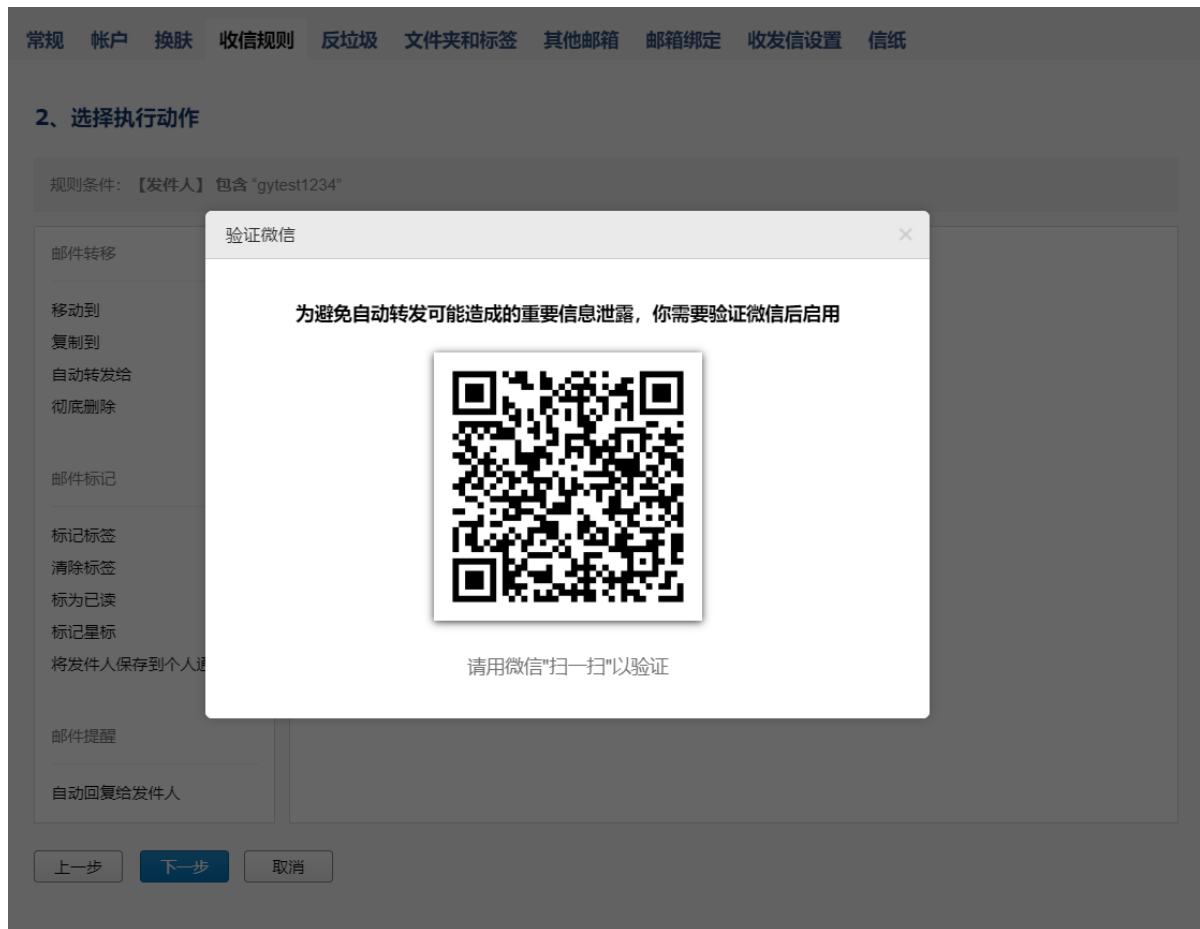 常规 帐户 换肤 收信规则 反垃圾 文件夹和标签 其他邮箱 邮箱绑定 收发信设置 信纸
2、选择执行动作
规则条件：【发件人】 包含 “gytest1234”
验证微信
为避免自动转发可能造成的重要信息泄露，你需要验证微信后启用
请用微信"扫一扫"以验证
邮件转移
移动到
复制到
自动转发给
彻底删除
邮件标记
标记标签
清除标签
标为已读
标记星标
将发件人保存到个人通
邮件提醒
自动回复给发件人
上一步 下一步 取消